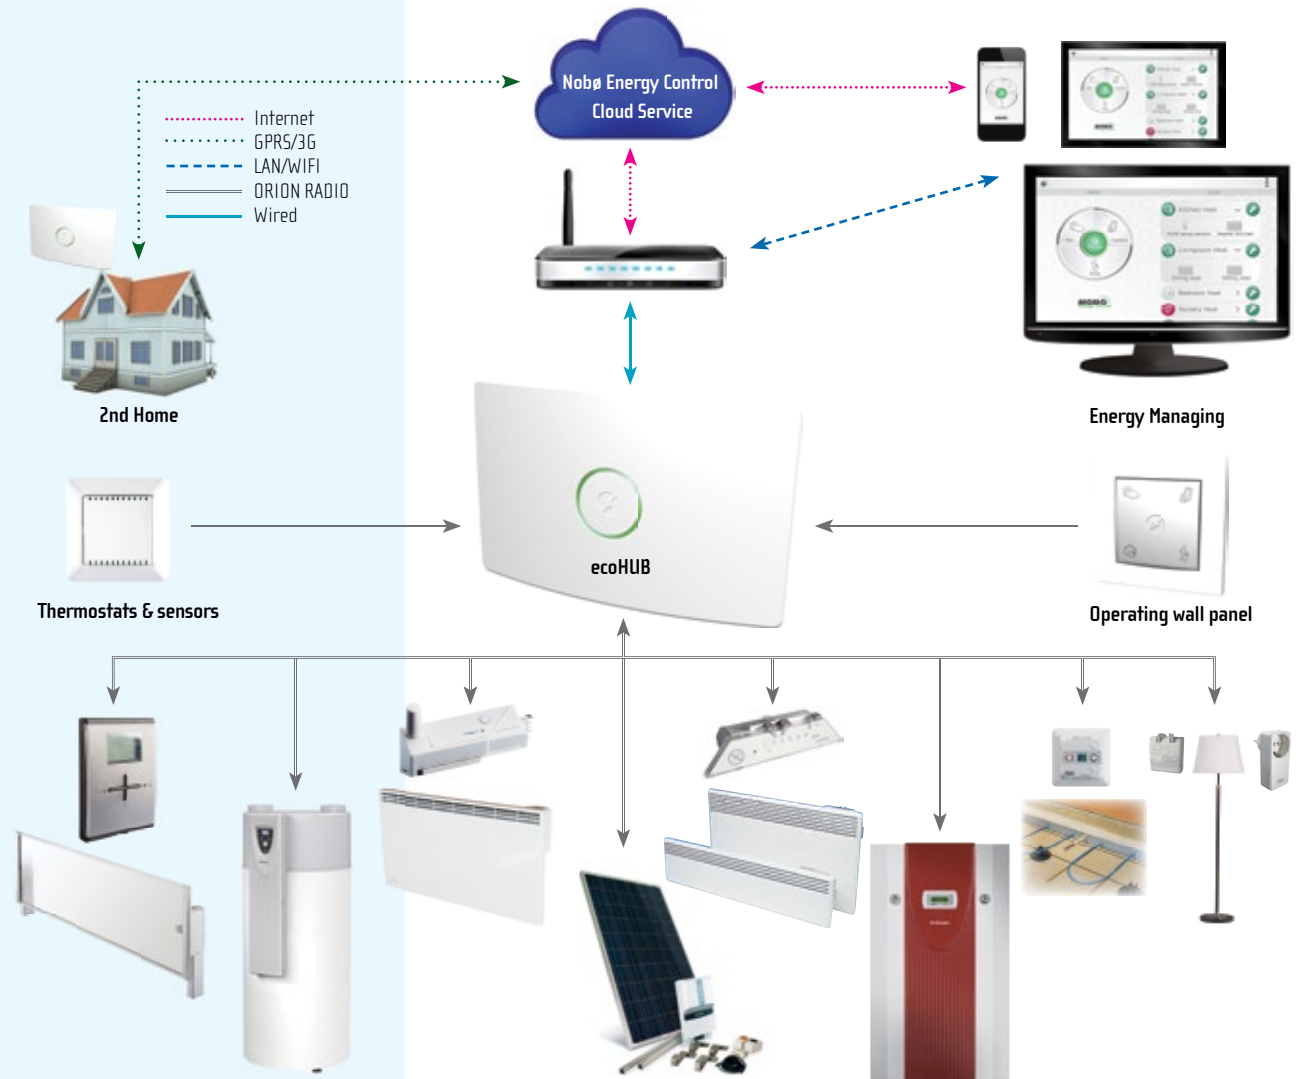 Nobø Energy Control
Cloud Service
Internet
GPRS/3G
LAN/WIFI
ORION RADIO
Wired
2nd Home
Energy Managing
ecoHUB
Thermostats & sensors
Operating wall panel